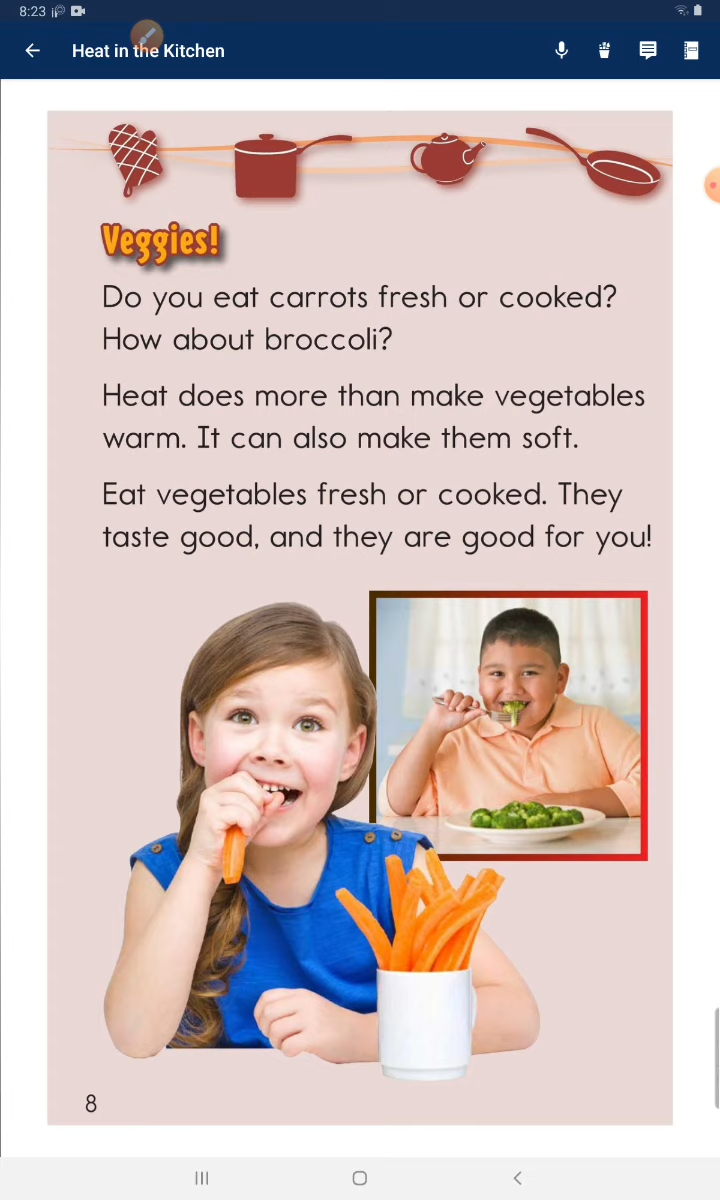 8:23
Heat in the Kitchen
Veggies!
Do you eat carrots fresh or cooked?
How about broccoli?
Heat does more than make vegetables
warm. It can also make them soft.
Eat vegetables fresh or cooked. They
taste good, and they are good for you!
8